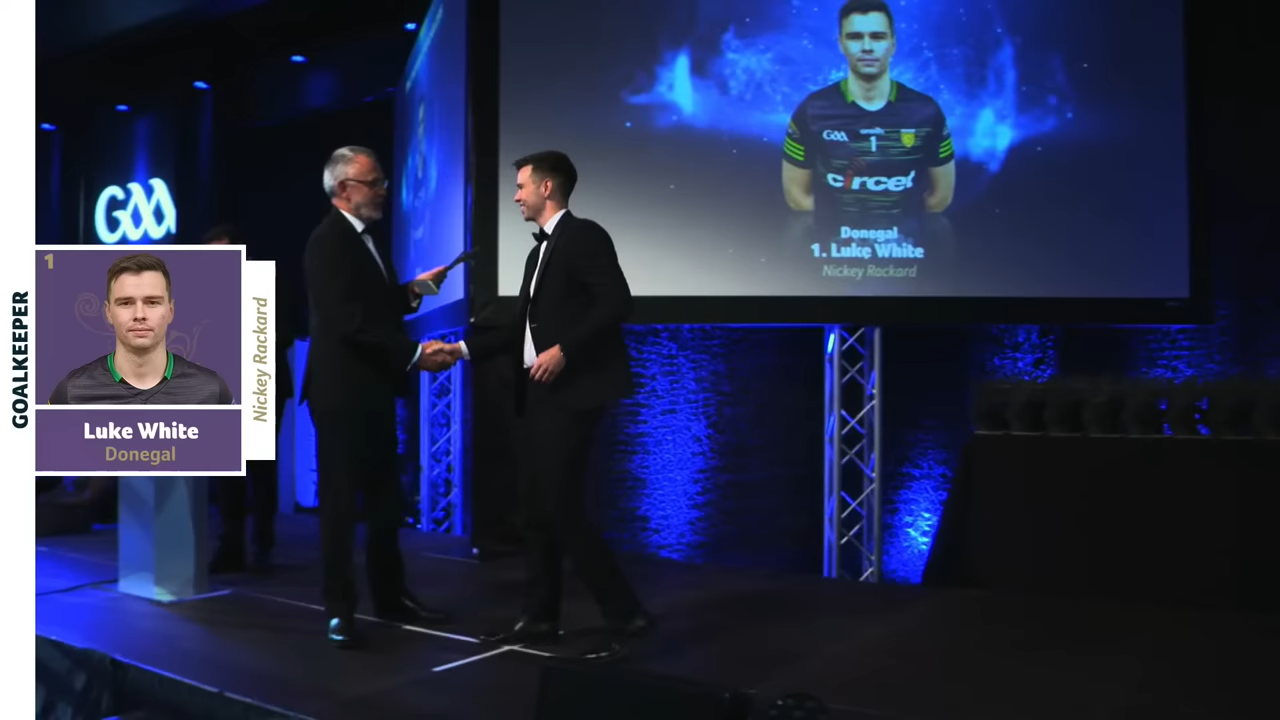 GAA
GAA
1
circet
Donegal
1. Luke White
Nickey Rackard
GOALKEEPER
1
Luke White
Donegal
Nickey Rackard